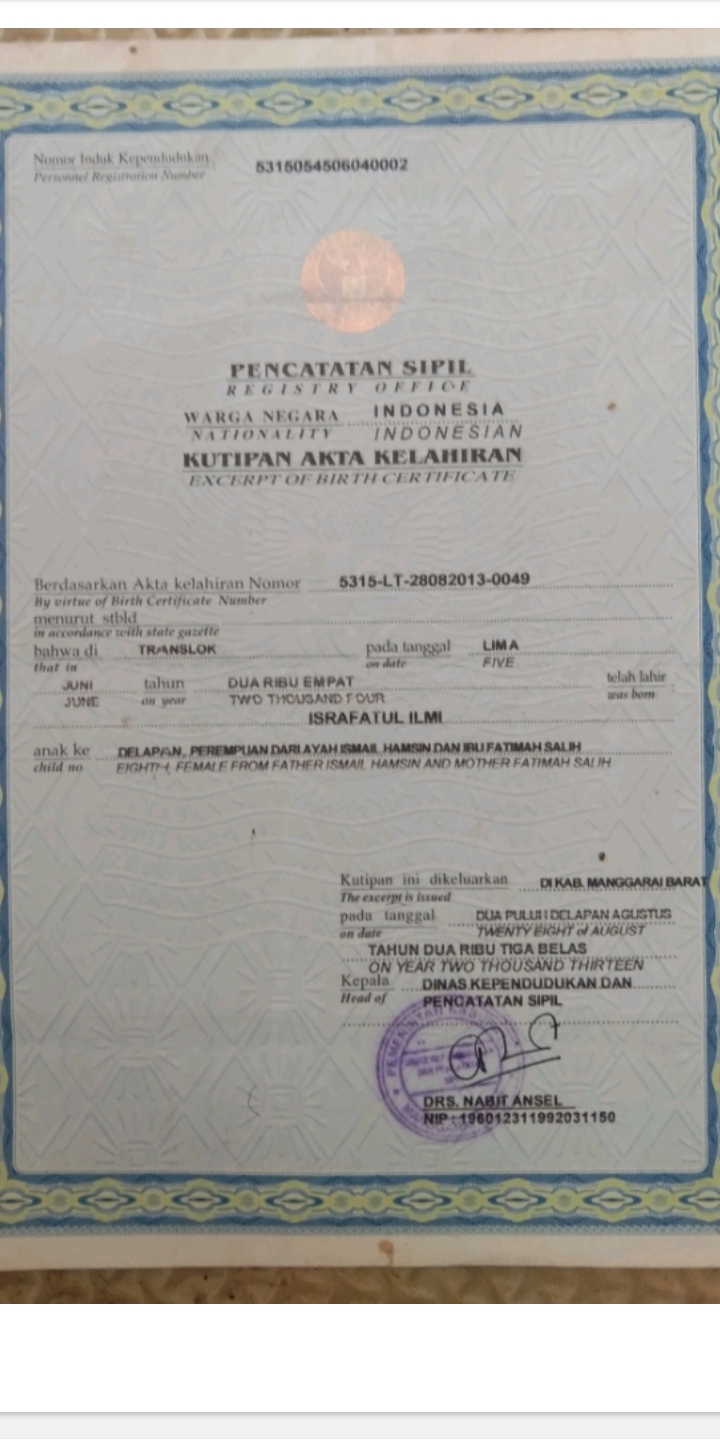 Nomor Induk Kependudukan : 5315054506040002
Personnel Registration Number
PENCATATAN SIPIL
REGISTRY OFFICE
WARGA NEGARA INDONESIA
NATIONALITY INDONESIAN
KUTIPAN AKTA KELAHIRAN
EXCERPT OF BIRTH CERTIFICATE
Berdasarkan Akta kelahiran Nomor 5315-LT-28082013-0049
By virtue of Birth Certificate Number
menurut stbld
in accordance with state gazette
bahwa di TRANSLOK pada tanggal LIMA
that in on date FIVE
JUNI tahun DUA RIBU EMPAT telah lahir :
JUNE on year TWO THOUSAND FOUR was born
ISRAFATUL ILMI
anak ke DELAPAN, PEREMPUAN DARI AYAH ISMAIL HAMSIN DAN IBU FATIMAH SALIH
child no EIGHTH, FEMALE FROM FATHER ISMAIL HAMSIN AND MOTHER FATIMAH SALIH
Kutipan ini dikeluarkan DI KAB. MANGGARAI BARAT
The excerpt is issued
pada tanggal DUA PULUH DELAPAN AGUSTUS
on date TWENTY EIGHT of AUGUST
TAHUN DUA RIBU TIGA BELAS
ON YEAR TWO THOUSAND THIRTEEN
Kepala DINAS KEPENDUDUKAN DAN
Head of PENCATATAN SIPIL
DRS. NABIT ANSEL
NIP : 196012311992031150